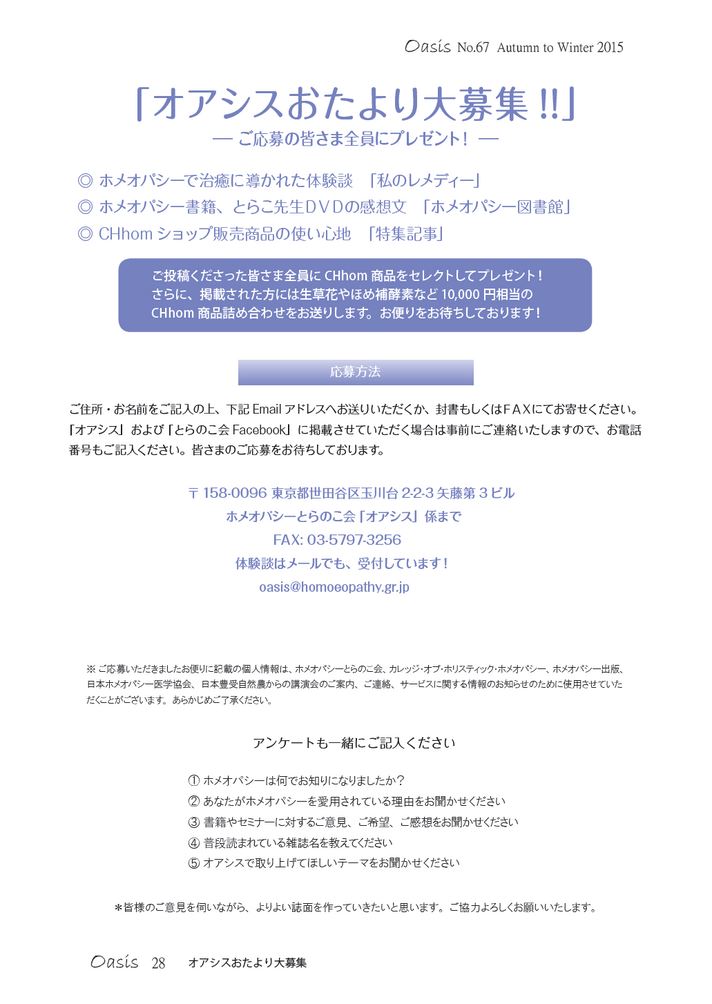 Oasis No.67 Autumn to Winter 2015
「オアシスおたより大募集 !!」
― ご応募の皆さま全員にプレゼント! ―
◎ ホメオパシーで治癒に導かれた体験談 「私のレメディー」
◎ ホメオパシー書籍、とらこ先生DVDの感想文 「ホメオパシー図書館」
◎ CHhom ショップ販売商品の使い心地 「特集記事」
ご投稿くださった皆さま全員に CHhom 商品をセレクトしてプレゼント!
さらに、掲載された方には生草花やほめ補酵素など 10,000 円相当の
CHhom 商品詰め合わせをお送りします。お便りをお待ちしております!
応募方法
ご住所・お名前をご記入の上、下記 Email アドレスへお送りいただくか、封書もしくはFAXにてお寄せください。
「オアシス」および「とらのこ会 Facebook」に掲載させていただく場合は事前にご連絡いたしますので、お電話
番号もご記入ください。皆さまのご応募をお待ちしております。
〒 158-0096 東京都世田谷区玉川台 2-2-3 矢藤第 3 ビル
ホメオパシーとらのこ会「オアシス」係まで
FAX: 03-5797-3256
体験談はメールでも、受付しています!
oasis@homoeopathy.gr.jp
※ ご応募いただきましたお便りに記載の個人情報は、ホメオパシーとらのこ会、カレッジ・オブ・ホリスティック・ホメオパシー、ホメオパシー出版、
日本ホメオパシー医学協会、日本豊受自然農からの講演会のご案内、ご連絡、サービスに関する情報のお知らせのために使用させていた
だくことがございます。あらかじめご了承ください。
アンケートも一緒にご記入ください
① ホメオパシーは何でお知りになりましたか?
② あなたがホメオパシーを愛用されている理由をお聞かせください
③ 書籍やセミナーに対するご意見、ご希望、ご感想をお聞かせください
④ 普段読まれている雑誌名を教えてください
⑤ オアシスで取り上げてほしいテーマをお聞かせください
＊皆様のご意見を伺いながら、よりよい誌面を作っていきたいと思います。ご協力よろしくお願いいたします。
Oasis 28 オアシスおたより大募集